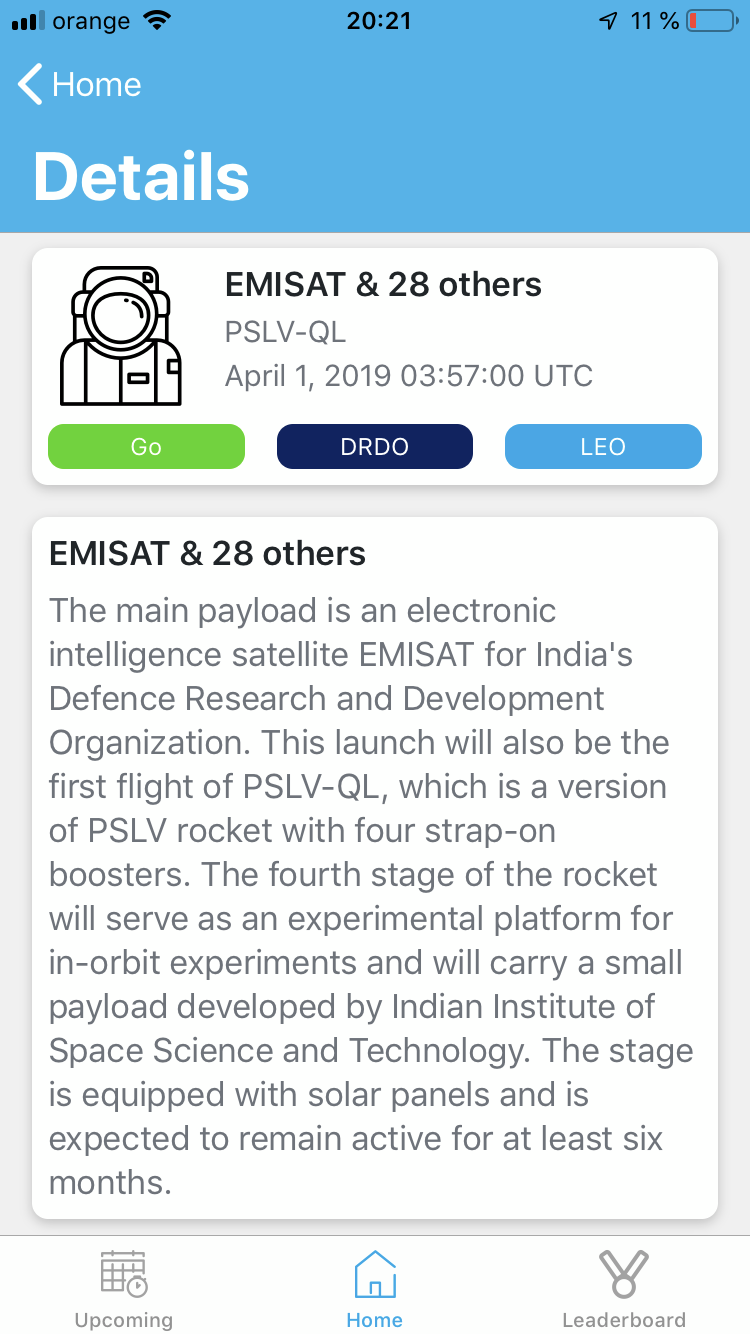 orange 20:21 11 %
Home
Details
EMISAT & 28 others
PSLV-QL
April 1, 2019 03:57:00 UTC
Go DRDO LEO
EMISAT & 28 others
The main payload is an electronic
intelligence satellite EMISAT for India's
Defence Research and Development
Organization. This launch will also be the
first flight of PSLV-QL, which is a version
of PSLV rocket with four strap-on
boosters. The fourth stage of the rocket
will serve as an experimental platform for
in-orbit experiments and will carry a small
payload developed by Indian Institute of
Space Science and Technology. The stage
is equipped with solar panels and is
expected to remain active for at least six
months.
Upcoming Home Leaderboard